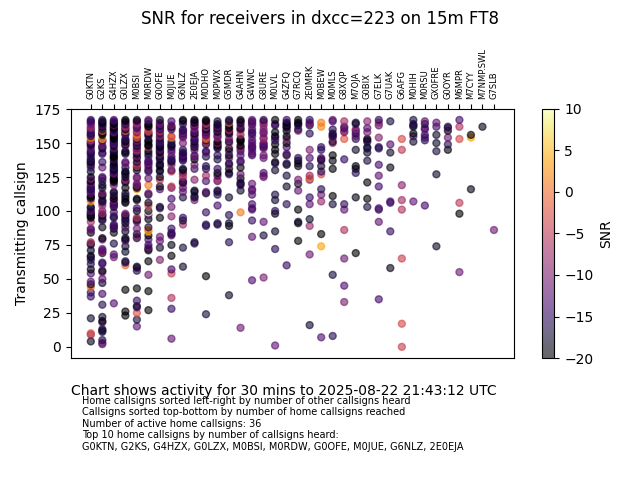 SNR for receivers in dxcc=223 on 15m FT8
G0KTN G2KS G4HZX G0LZX M0BSI M0RDW G0OFE M0JUE G6NLZ 2E0EJA M0DHO M0PWX G5MDR G4AHN G4WNC G8URE M0LVL G4ZFQ G7RCQ 2E0MRK M0BEW M0MLS G8XQP M7OJA G3BIX G7ELK G7UAK G6AFG M0HIH M0RSU G0FRE G0OYR M6MPR M7CYY M7NMP.SWL G7SLB
Transmitting callsign
175
150
125
100
75
50
25
0
10
5
0
−5
−10
−15
−20
SNR
Chart shows activity for 30 mins to 2025-08-22 21:43:12 UTC
Home callsigns sorted left-right by number of other callsigns heard
Callsigns sorted top-bottom by number of home callsigns reached
Number of active home callsigns: 36
Top 10 home callsigns by number of callsigns heard:
G0KTN, G2KS, G4HZX, G0LZX, M0BSI, M0RDW, G0OFE, M0JUE, G6NLZ, 2E0EJA